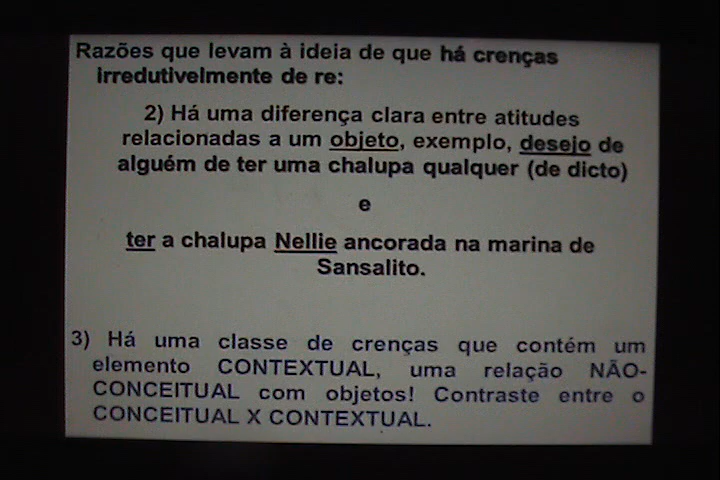 Razões que levam à ideia de que há crenças
irredutivelmente de re:
2) Há uma diferença clara entre atitudes
relacionadas a um objeto, exemplo, desejo de
alguém de ter uma chalupa qualquer (de dicto)
e
ter a chalupa Nellie ancorada na marina de
Sansalito.
3) Há uma classe de crenças que contém um
elemento CONTEXTUAL, uma relação NÃO-
CONCEITUAL com objetos! Contraste entre o
CONCEITUAL X CONTEXTUAL.